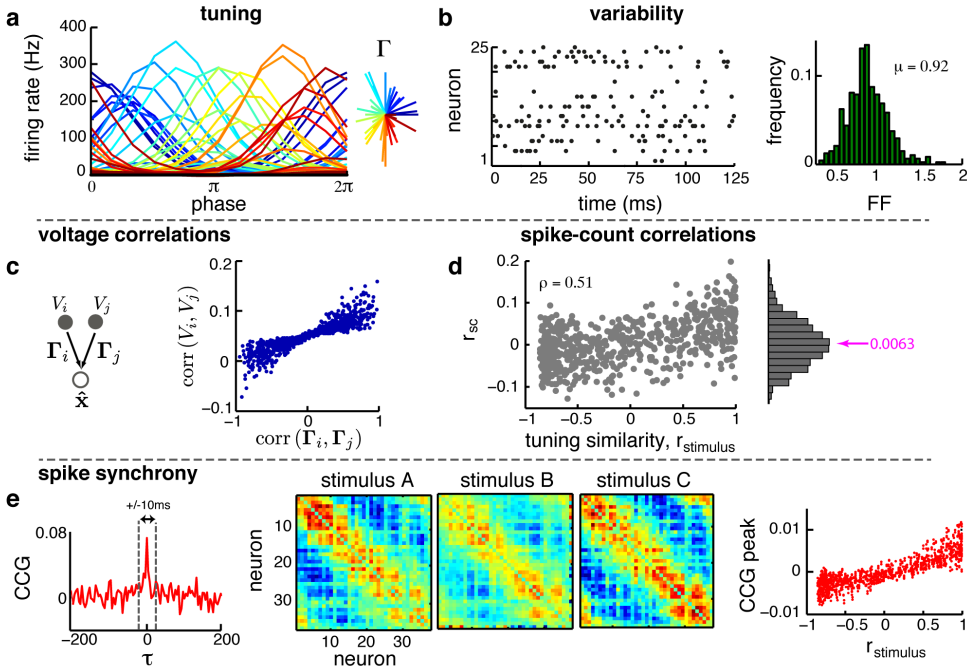 tuning
variability
a
firing rate (Hz)
400
300
200
100
0
0
π
2π
phase
Γ
b
neuron
25
1
0
25
50
75
100
125
time (ms)
frequency
0.1
μ = 0.92
0.5
1
1.5
2
FF
voltage correlations
spike-count correlations
c
V_i
V_j
Γ_i
Γ_j
x̂
corr (V_i, V_j)
0.2
0.1
0
−0.1
−1
0
1
corr (Γ_i, Γ_j)
d
ρ = 0.51
r_sc
0.2
0.1
0
−0.1
−1
−0.5
0
0.5
1
tuning similarity, r_stimulus
0.0063
spike synchrony
e
+/-10ms
CCG
0.08
0
−200
0
200
τ
stimulus A
stimulus B
stimulus C
neuron
10
20
30
10
20
30
neuron
CCG peak
0.01
0
−0.01
−1
−0.5
0
0.5
1
r_stimulus